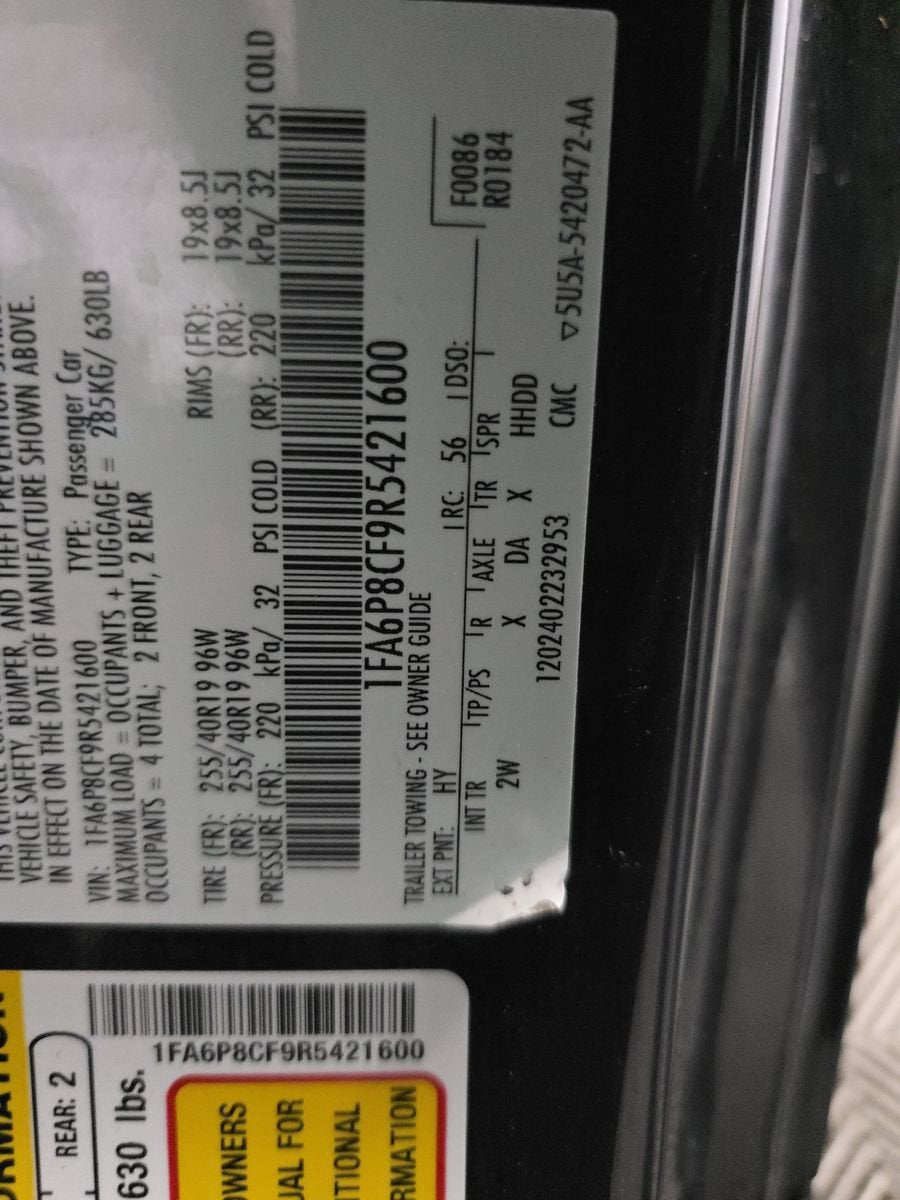 VEHICLE SAFETY, BUMPER, AND THEFT PREVENTION
IN EFFECT ON THE DATE OF MANUFACTURE SHOWN ABOVE.
VIN: 1FA6P8CF9R5421600 TYPE: Passenger Car
MAXIMUM LOAD = OCCUPANTS + LUGGAGE = 285KG/ 630LB
OCCUPANTS = 4 TOTAL; 2 FRONT, 2 REAR
TIRE (FR): 255/40R19 96W RIMS (FR): 19x8.5J
(RR): 255/40R19 96W (RR): 19x8.5J
PRESSURE (FR): 220 kPa/ 32 PSI COLD (RR): 220 kPa/ 32 PSI COLD
1FA6P8CF9R5421600
TRAILER TOWING - SEE OWNER GUIDE
EXT PNT: HY RC: 56 DSO:
F0086
R0184
INT TR TP/PS R AXLE TR SPR
2W X DA X HHDD
1202402232953 CMC ▽5U5A-5420472-AA
REAR: 2
630 lbs.
1FA6P8CF9R5421600
OWNERS
UAL FOR
ITIONAL
RMATION